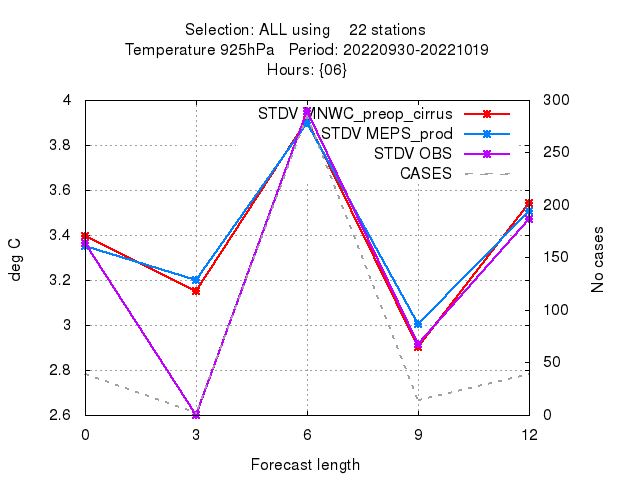 Selection: ALL using 22 stations
Temperature 925hPa Period: 20220930-20221019
Hours: {06}
STDV MNWC_preop_cirrus
STDV MEPS_prod
STDV OBS
CASES
4
3.8
3.6
3.4
3.2
3
2.8
2.6
deg C
300
250
200
150
100
50
0
No cases
0 3 6 9 12
Forecast length